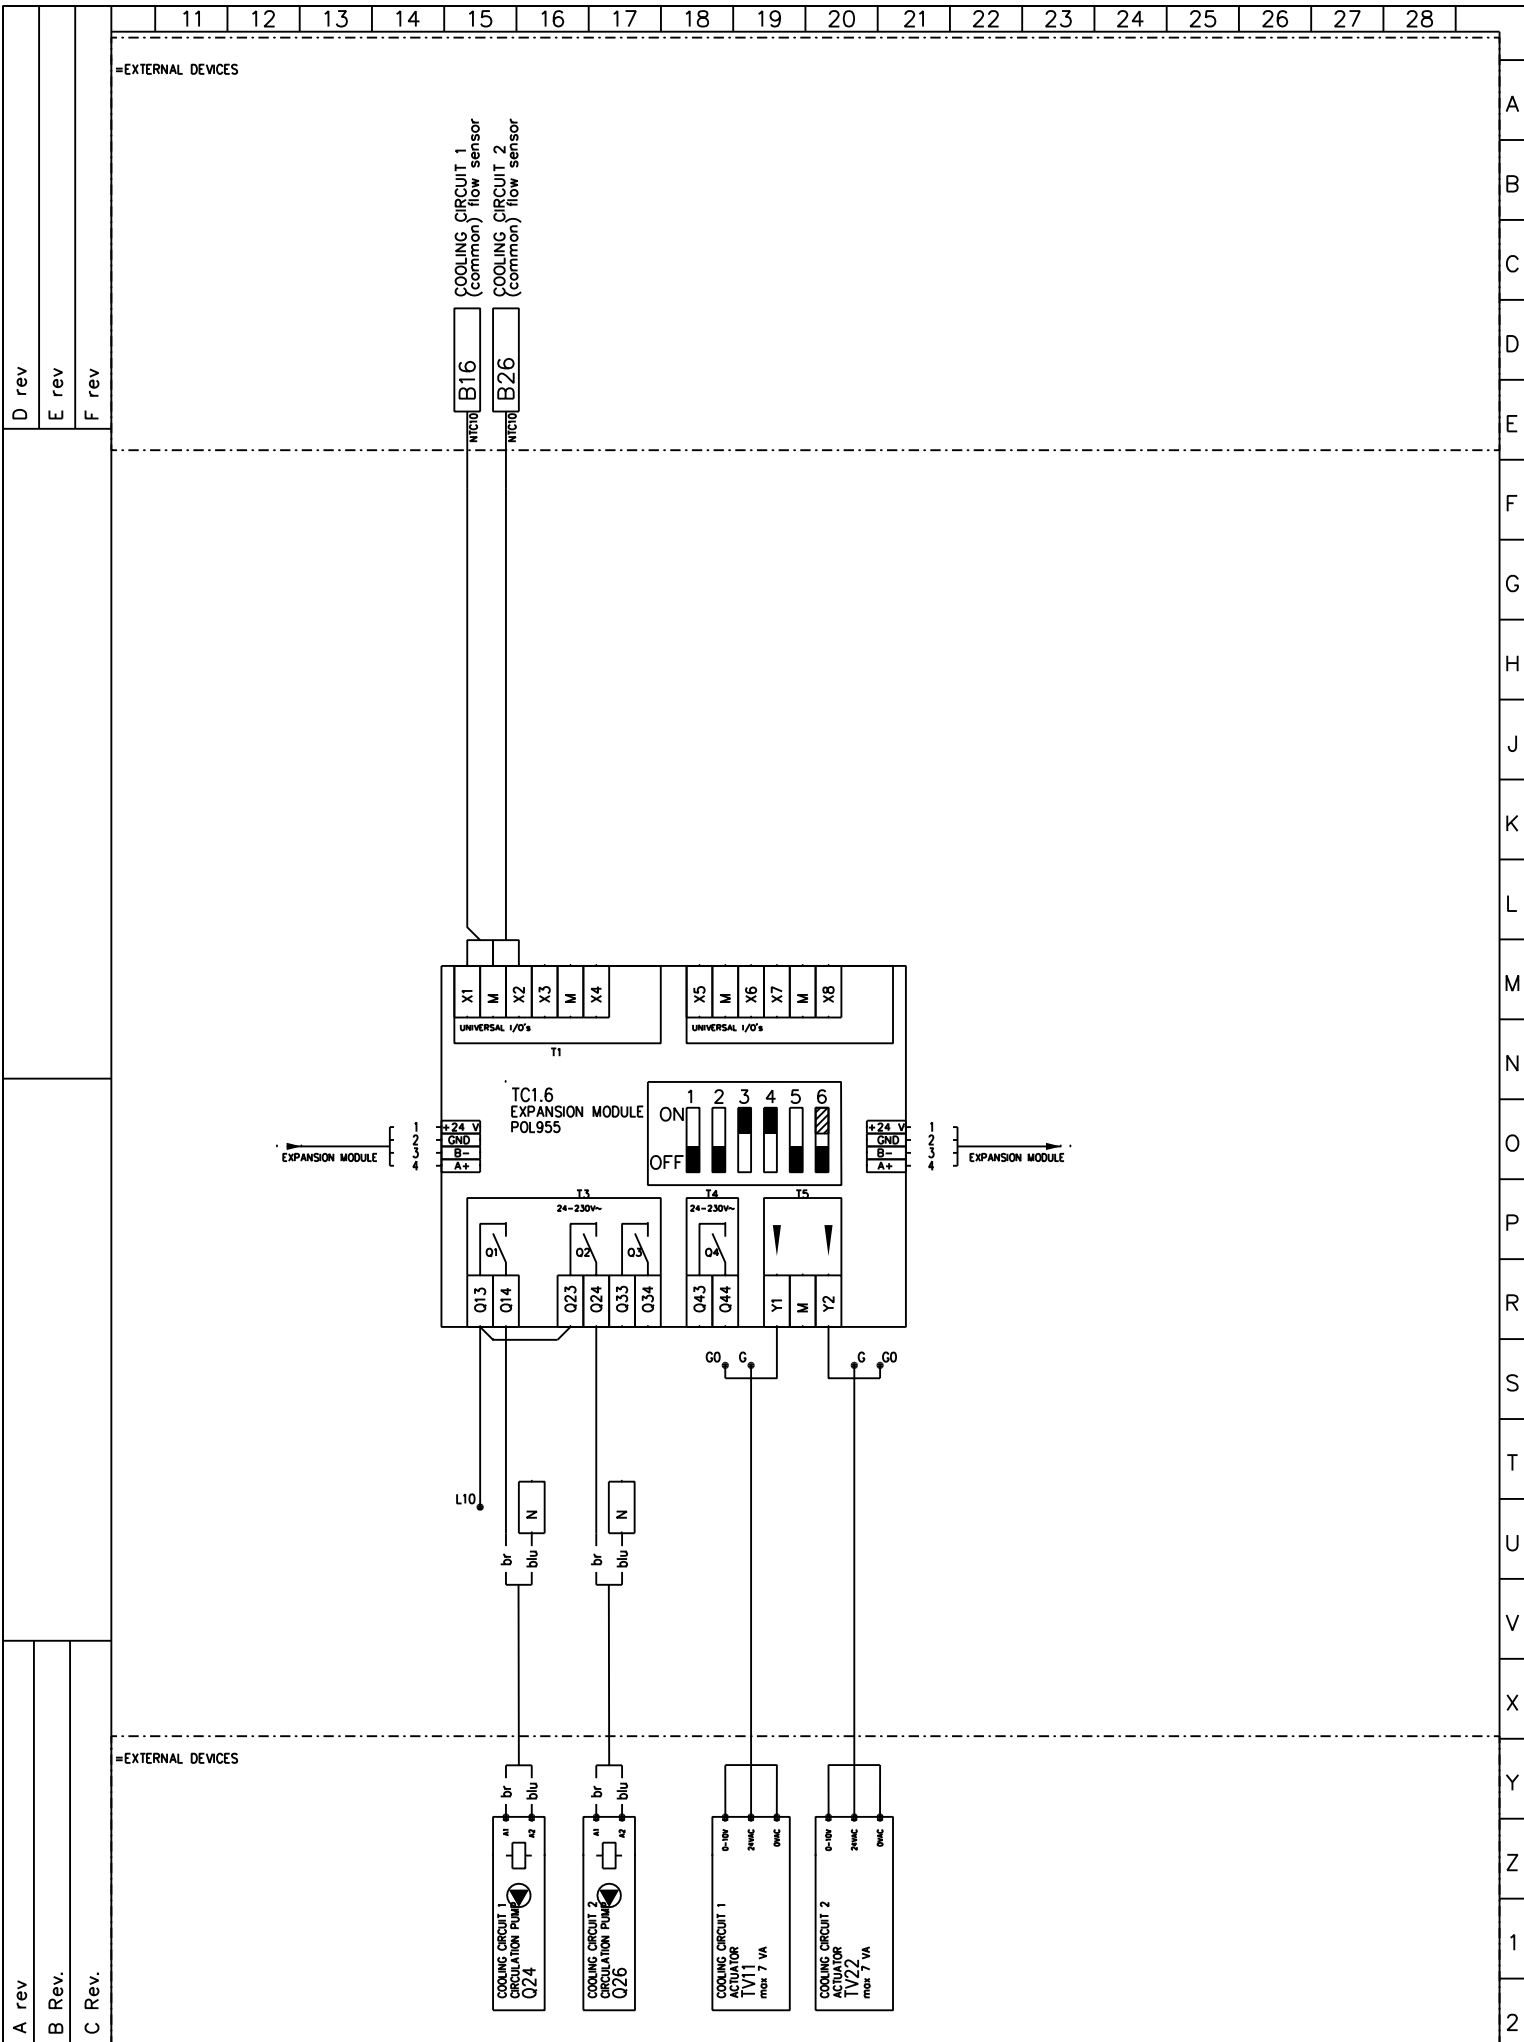 11 12 13 14 15 16 17 18 19 20 21 22 23 24 25 26 27 28
=EXTERNAL DEVICES
A
B
C
D
E
F
G
H
J
K
L
M
N
O
P
R
S
T
U
V
X
Y
Z
1
2
D rev
E rev
F rev
A rev
B Rev.
C Rev.
COOLING CIRCUIT 1
(common) flow sensor
COOLING CIRCUIT 2
(common) flow sensor
B16
B26
NTC10
NTC10
X1 M X2 X3 M X4
UNIVERSAL I/O's
T1
X5 M X6 X7 M X8
UNIVERSAL I/O's
TC1.6
EXPANSION MODULE
POL955
1 2 3 4 5 6
ON
OFF
EXPANSION MODULE
1 +24 V
2 GND
3 B-
4 A+
+24 V 1
GND 2
B- 3
A+ 4
EXPANSION MODULE
T3
24-230V~
T4
24-230V~
T5
Q1
Q2
Q3
Q4
Q13 Q14 Q23 Q24 Q33 Q34 Q43 Q44 Y1 M Y2
G0 G
G G0
L10
N
N
br
blu
br
blu
=EXTERNAL DEVICES
br
blu
br
blu
A1
A2
A1
A2
0-10V
24VAC
0VAC
0-10V
24VAC
0VAC
COOLING CIRCUIT 1
CIRCULATION PUMP
Q24
COOLING CIRCUIT 2
CIRCULATION PUMP
Q26
COOLING CIRCUIT 1
ACTUATOR
TV11
max 7 VA
COOLING CIRCUIT 2
ACTUATOR
TV22
max 7 VA